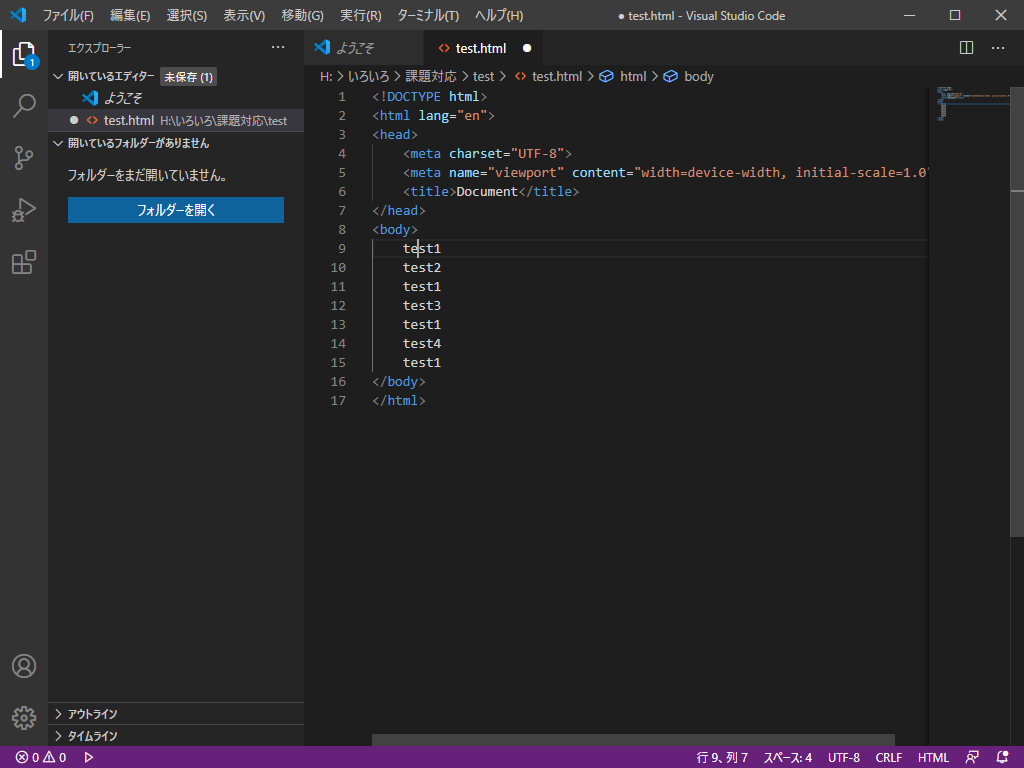 ファイル(F) 編集(E) 選択(S) 表示(V) 移動(G) 実行(R) ターミナル(T) ヘルプ(H) ● test.html - Visual Studio Code
エクスプローラー ···
開いているエディター 未保存 (1)
ようこそ
● test.html H:\いろいろ\課題対応\test
開いているフォルダーがありません
フォルダーをまだ開いていません。
フォルダーを開く
アウトライン
タイムライン
1
ようこそ test.html ●
H: > いろいろ > 課題対応 > test > test.html > html > body
1 <!DOCTYPE html>
2 <html lang="en">
3 <head>
4 <meta charset="UTF-8">
5 <meta name="viewport" content="width=device-width, initial-scale=1.0"
6 <title>Document</title>
7 </head>
8 <body>
9 test1
10 test2
11 test1
12 test3
13 test1
14 test4
15 test1
16 </body>
17 </html>
0 0 行 9、列 7 スペース: 4 UTF-8 CRLF HTML